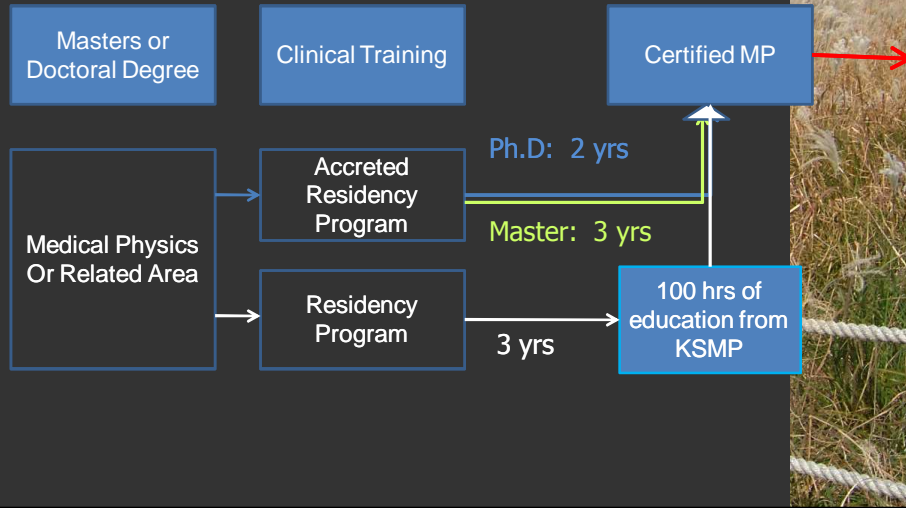 Masters or
Doctoral Degree
Clinical Training
Certified MP
Medical Physics
Or Related Area
Accreted
Residency
Program
Ph.D: 2 yrs
Master: 3 yrs
Residency
Program
3 yrs
100 hrs of
education from
KSMP